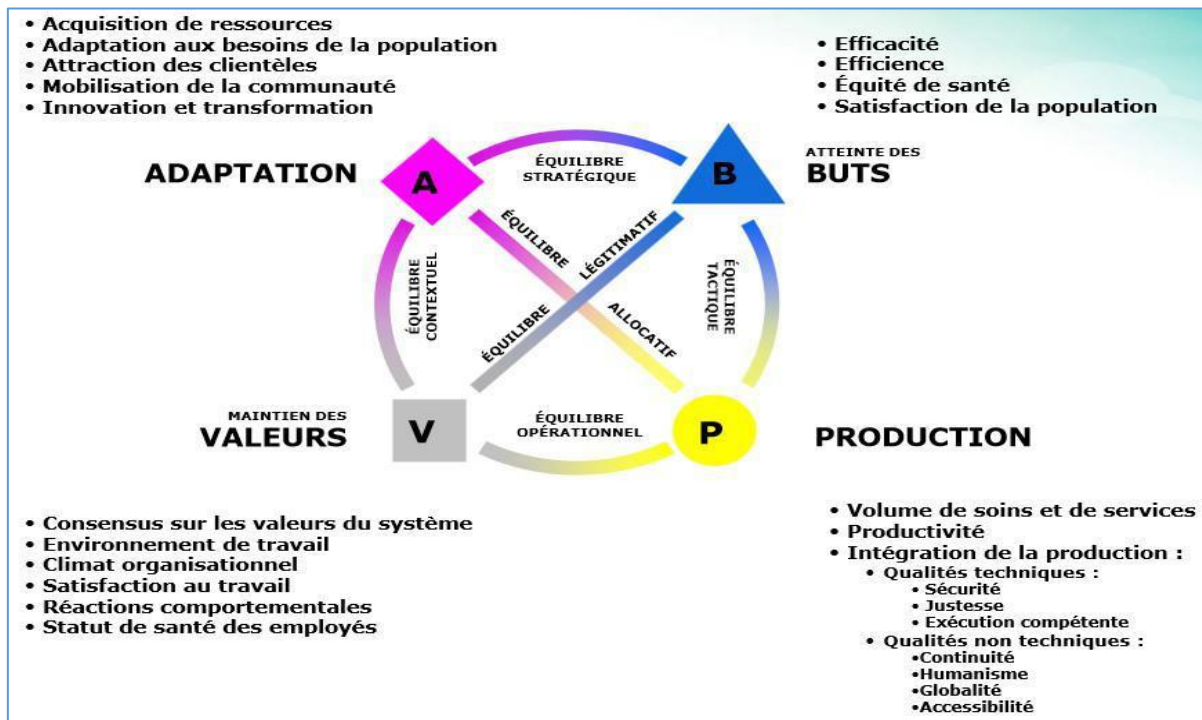 • Acquisition de ressources
• Adaptation aux besoins de la population
• Attraction des clientèles
• Mobilisation de la communauté
• Innovation et transformation
• Efficacité
• Efficience
• Équité de santé
• Satisfaction de la population
ADAPTATION
A
ÉQUILIBRE
STRATÉGIQUE
B
ATTEINTE DES
BUTS
ÉQUILIBRE
CONTEXTUEL
ÉQUILIBRE
ALLOCATIF
ÉQUILIBRE
LÉGITIMATIF
ÉQUILIBRE
TACTIQUE
MAINTIEN DES
VALEURS
V
ÉQUILIBRE
OPÉRATIONNEL
P
PRODUCTION
• Consensus sur les valeurs du système
• Environnement de travail
• Climat organisationnel
• Satisfaction au travail
• Réactions comportementales
• Statut de santé des employés
• Volume de soins et de services
• Productivité
• Intégration de la production :
• Qualités techniques :
• Sécurité
• Justesse
• Exécution compétente
• Qualités non techniques :
•Continuité
•Humanisme
•Globalité
•Accessibilité